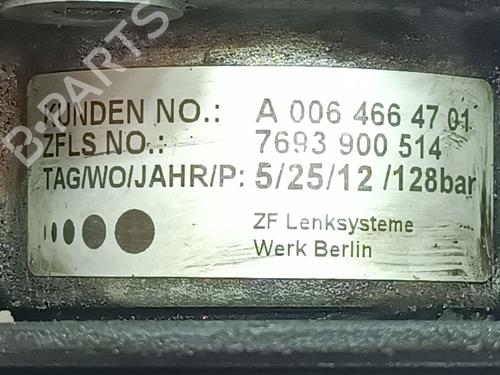 KUNDEN NO.: A 006 466 47 01
ZFLS NO.: 7693 900 514
TAG/WO/JAHR/P: 5/25/12 /128bar
ZF Lenksysteme
Werk Berlin
B-PARTS